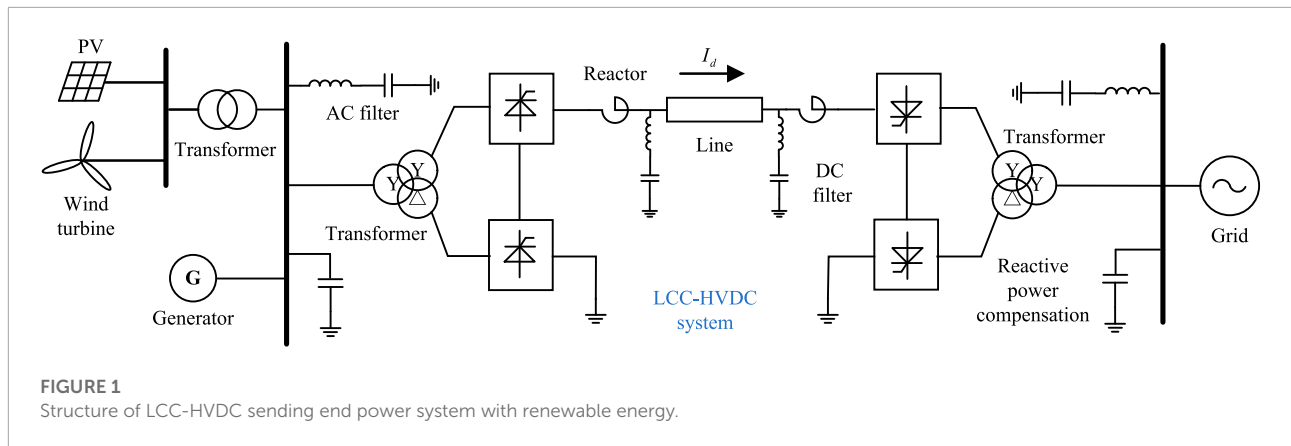 PV
AC filter
Transformer
Wind
turbine
G
Generator
Y
Y
△
Transformer
Reactor
I_d
Line
DC
filter
LCC-HVDC
system
Transformer
Y
Y
△
Reactive
power
compensation
Grid
FIGURE 1
Structure of LCC-HVDC sending end power system with renewable energy.